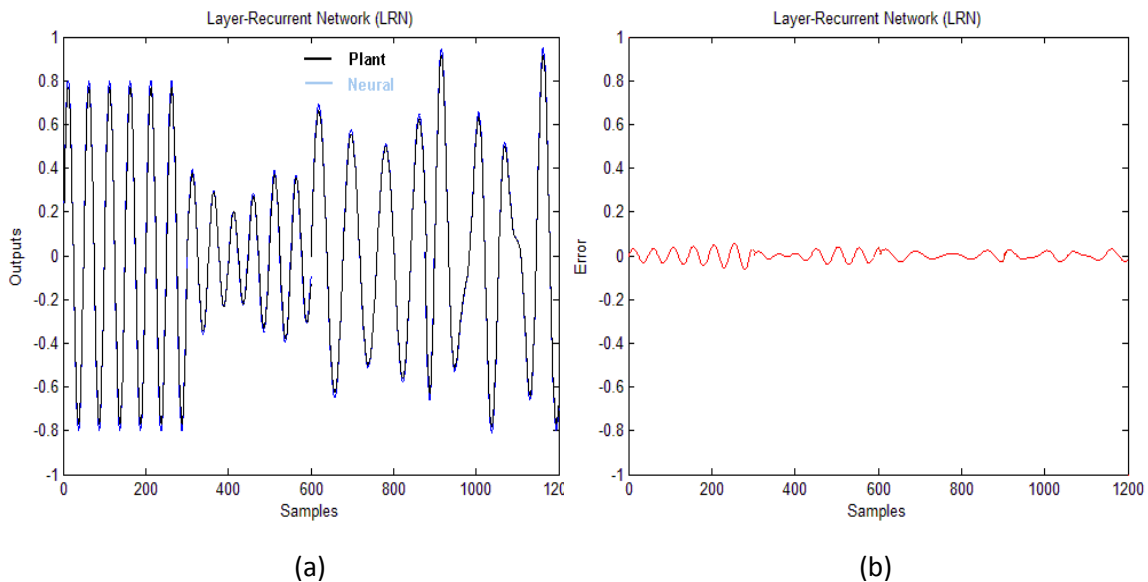 Layer-Recurrent Network (LRN)
1
0.8
0.6
0.4
0.2
0
-0.2
-0.4
-0.6
-0.8
-1
Outputs
Plant
Neural
0 200 400 600 800 1000 120
Samples
(a)
Layer-Recurrent Network (LRN)
1
0.8
0.6
0.4
0.2
0
-0.2
-0.4
-0.6
-0.8
-1
Error
0 200 400 600 800 1000 1200
Samples
(b)